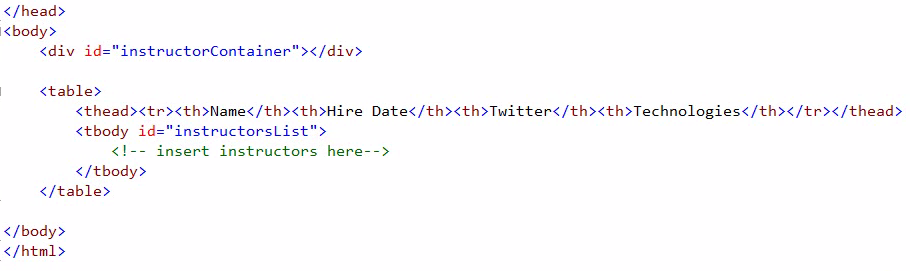 </head>
<body>
<div id="instructorContainer"></div>
<table>
<thead><tr><th>Name</th><th>Hire Date</th><th>Twitter</th><th>Technologies</th></tr></thead>
<tbody id="instructorsList">
<!-- insert instructors here-->
</tbody>
</table>
</body>
</html>